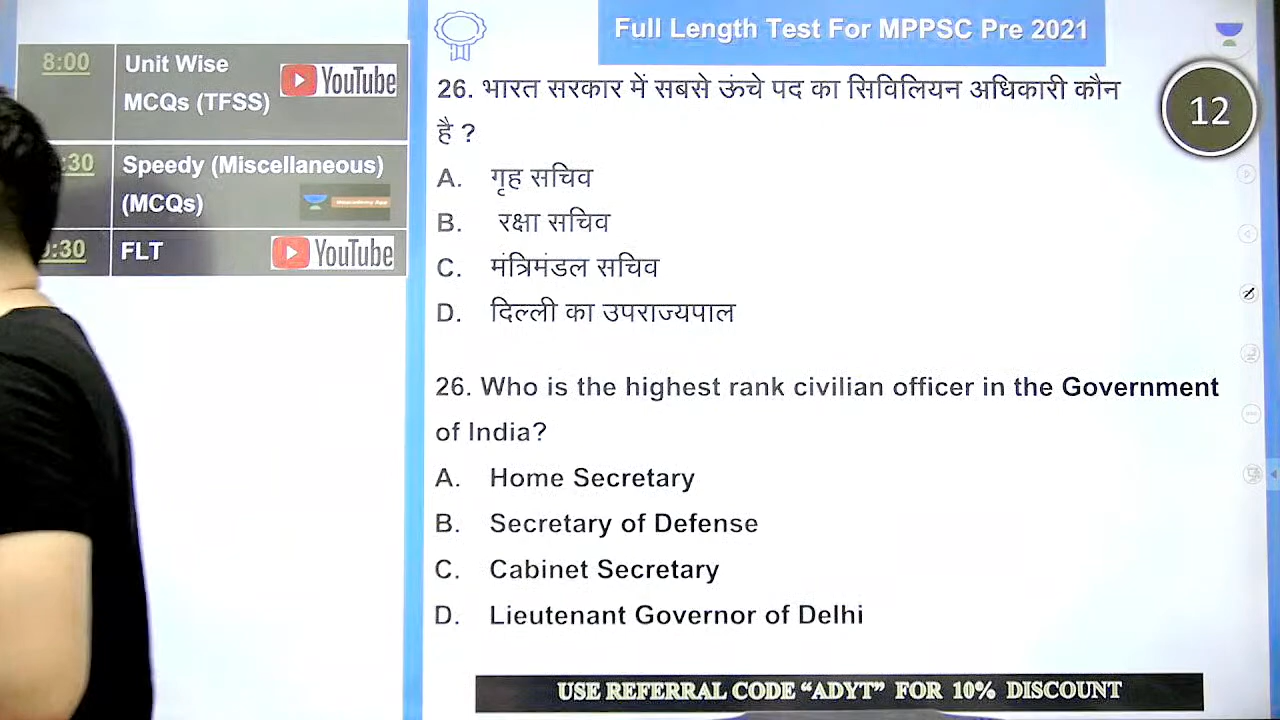 8:00
Unit Wise
MCQs (TFSS)
YouTube
:30
Speedy (Miscellaneous)
(MCQs)
:30
FLT
YouTube
Full Length Test For MPPSC Pre 2021
12
26. भारत सरकार में सबसे ऊंचे पद का सिविलियन अधिकारी कौन
है ?
A. गृह सचिव
B. रक्षा सचिव
C. मंत्रिमंडल सचिव
D. दिल्ली का उपराज्यपाल
26. Who is the highest rank civilian officer in the Government
of India?
A. Home Secretary
B. Secretary of Defense
C. Cabinet Secretary
D. Lieutenant Governor of Delhi
USE REFERRAL CODE “ADYT” FOR 10% DISCOUNT